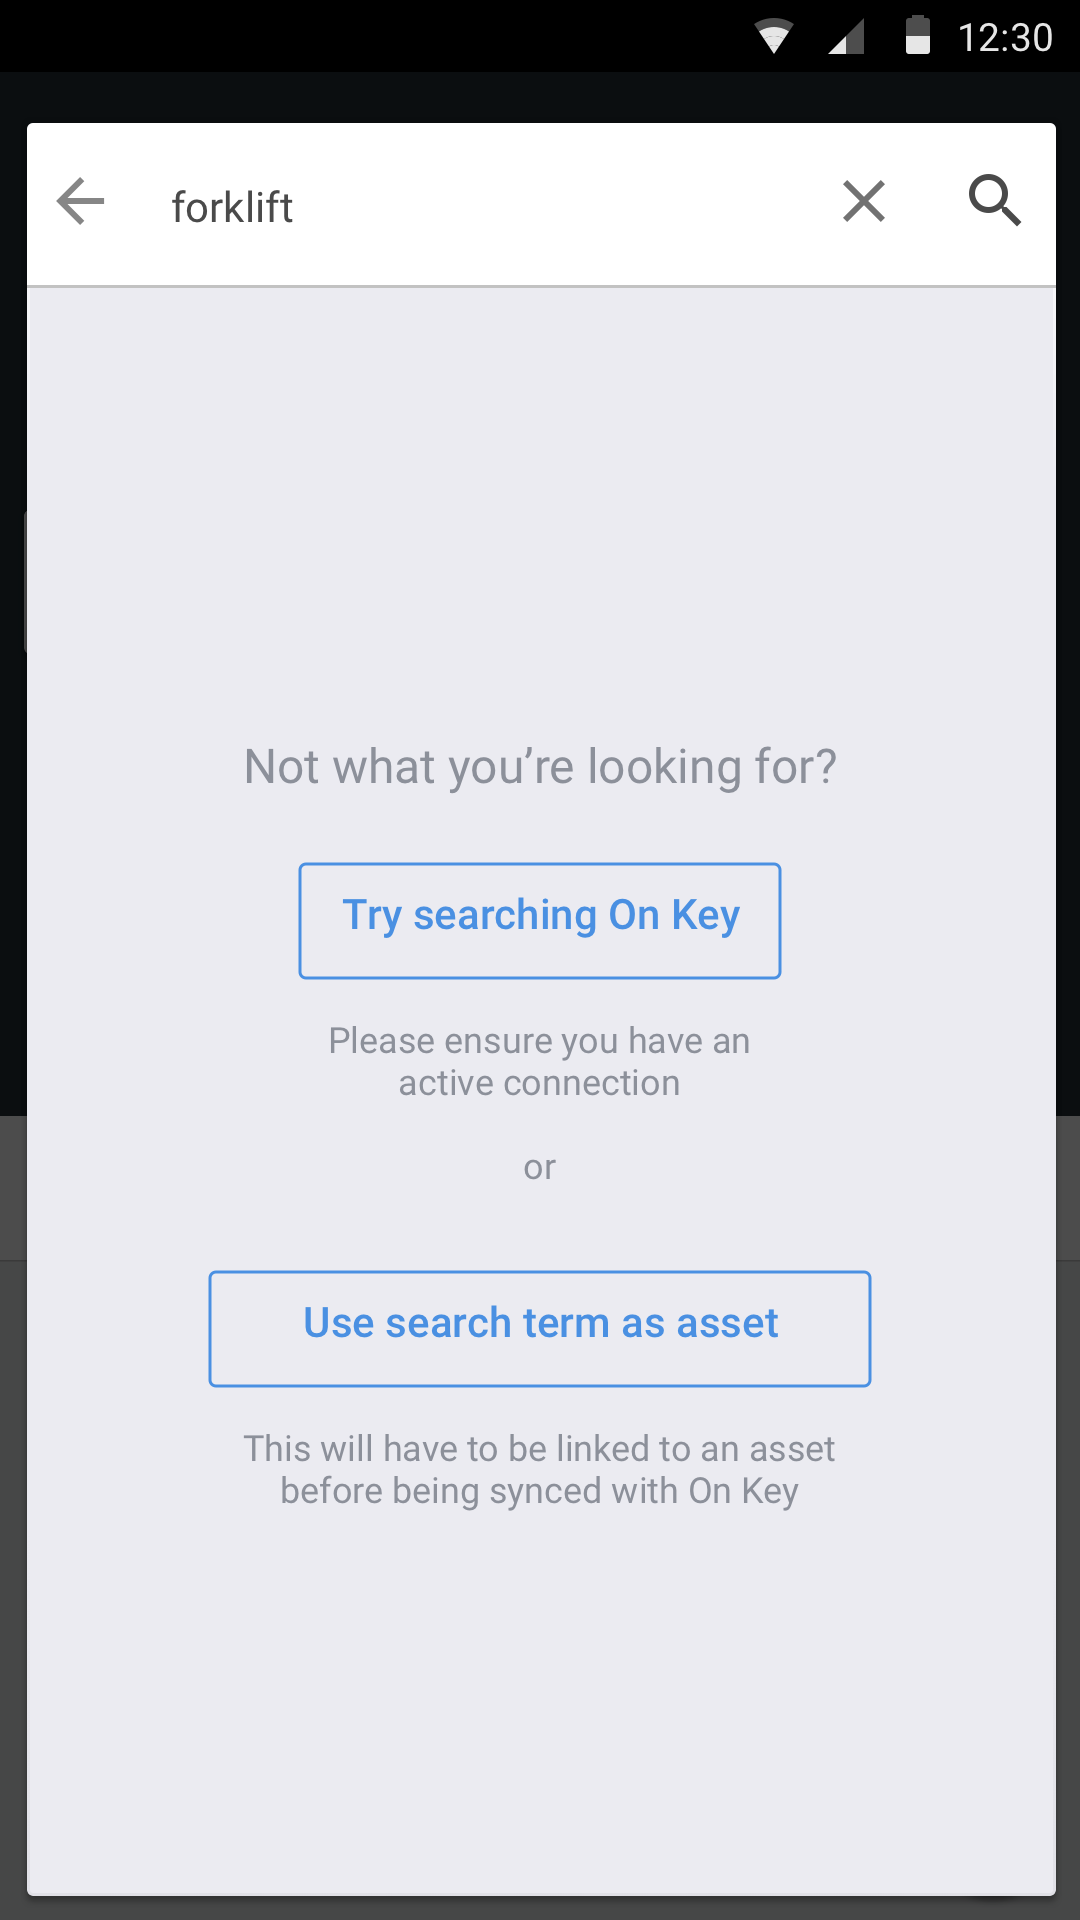 12:30
forklift
Not what you’re looking for?
Try searching On Key
Please ensure you have an
active connection
or
Use search term as asset
This will have to be linked to an asset
before being synced with On Key